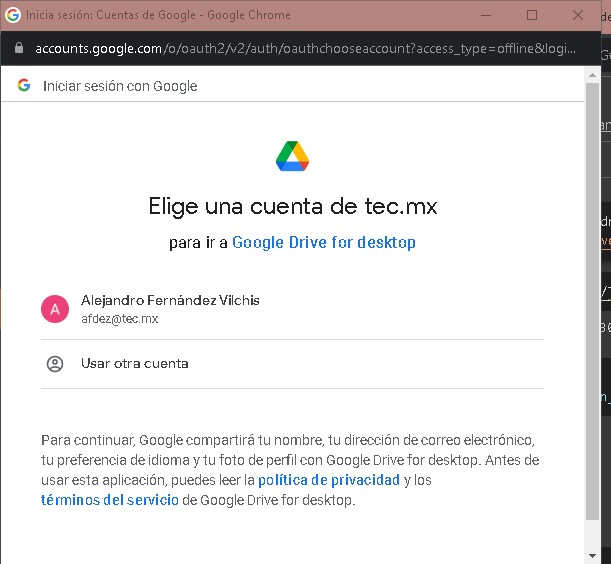 Inicia sesión: Cuentas de Google - Google Chrome
accounts.google.com/o/oauth2/v2/auth/oauthchooseaccount?access_type=offline&logi...
Iniciar sesión con Google
Elige una cuenta de tec.mx
para ir a Google Drive for desktop
A
Alejandro Fernández Vilchis
afdez@tec.mx
Usar otra cuenta
Para continuar, Google compartirá tu nombre, tu dirección de correo electrónico,
tu preferencia de idioma y tu foto de perfil con Google Drive for desktop. Antes de
usar esta aplicación, puedes leer la política de privacidad y los
términos del servicio de Google Drive for desktop.